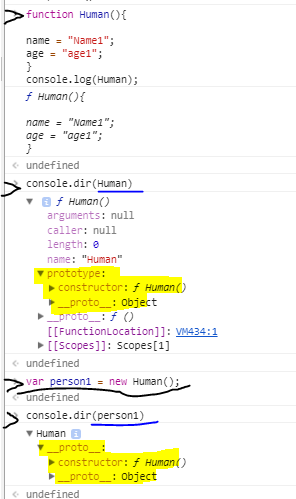 function Human(){
name = "Name1";
age = "age1";
}
console.log(Human);
ƒ Human(){
name = "Name1";
age = "age1";
}
undefined
console.dir(Human)
ƒ Human()
arguments: null
caller: null
length: 0
name: "Human"
prototype:
constructor: ƒ Human()
__proto__: Object
__proto__: ƒ ()
[[FunctionLocation]]: VM434:1
[[Scopes]]: Scopes[1]
undefined
var person1 = new Human();
undefined
console.dir(person1)
Human
__proto__:
constructor: ƒ Human()
__proto__: Object
undefined